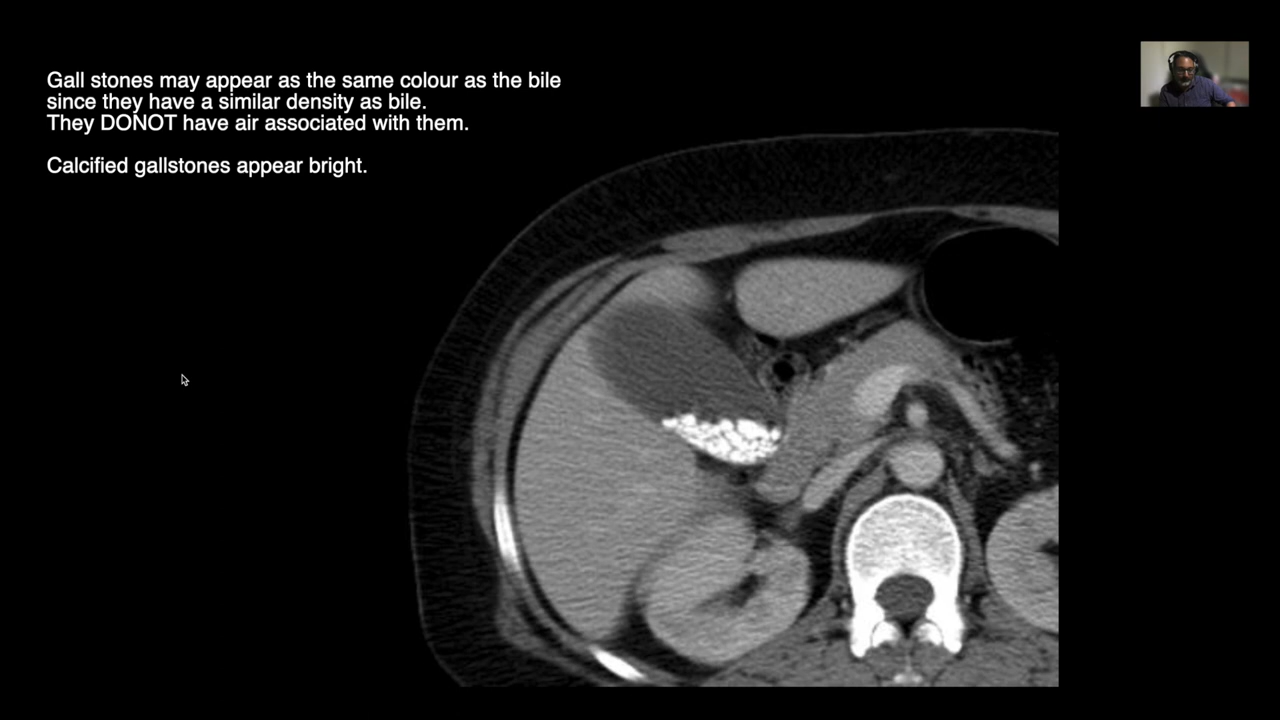 Gall stones may appear as the same colour as the bile
since they have a similar density as bile.
They DONOT have air associated with them.
Calcified gallstones appear bright.